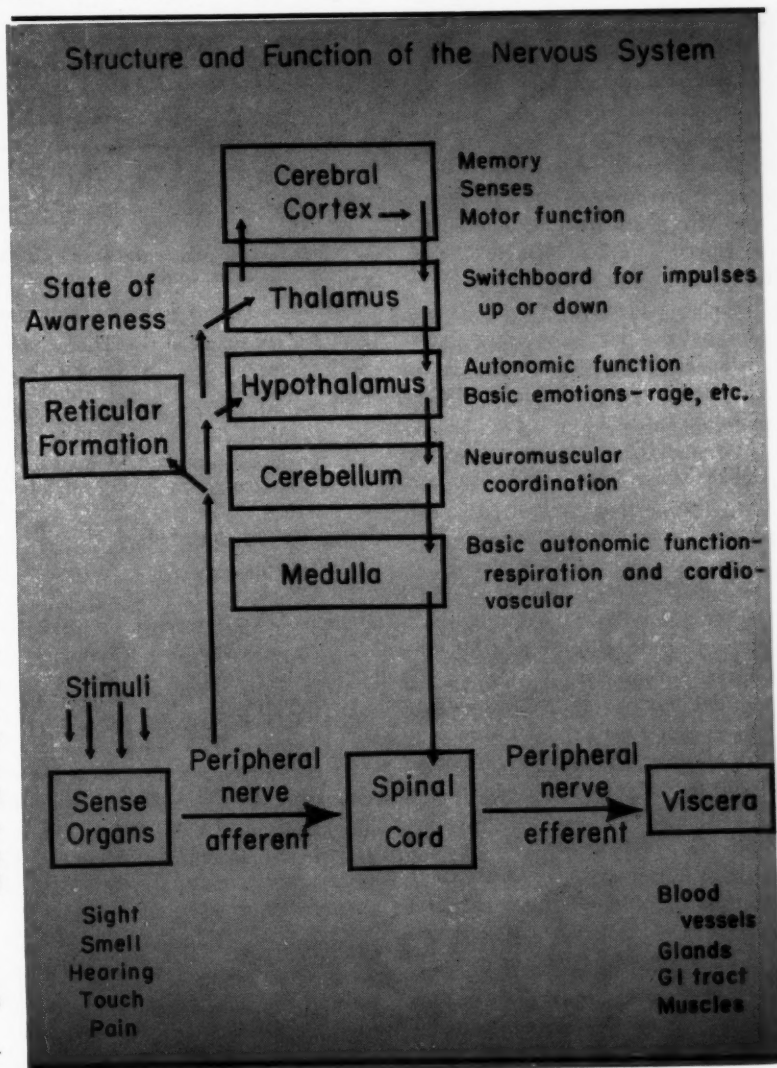 Structure and Function of the Nervous System
Cerebral
Cortex
Memory
Senses
Motor function
State of
Awareness
Thalamus
Switchboard for impulses
up or down
Reticular
Formation
Hypothalamus
Autonomic function
Basic emotions-rage, etc.
Cerebellum
Neuromuscular
coordination
Medulla
Basic autonomic function-
respiration and cardio-
vascular
Stimuli
Sense
Organs
Peripheral
nerve
afferent
Spinal
Cord
Peripheral
nerve
efferent
Viscera
Sight
Smell
Hearing
Touch
Pain
Blood
vessels
Glands
GI tract
Muscles